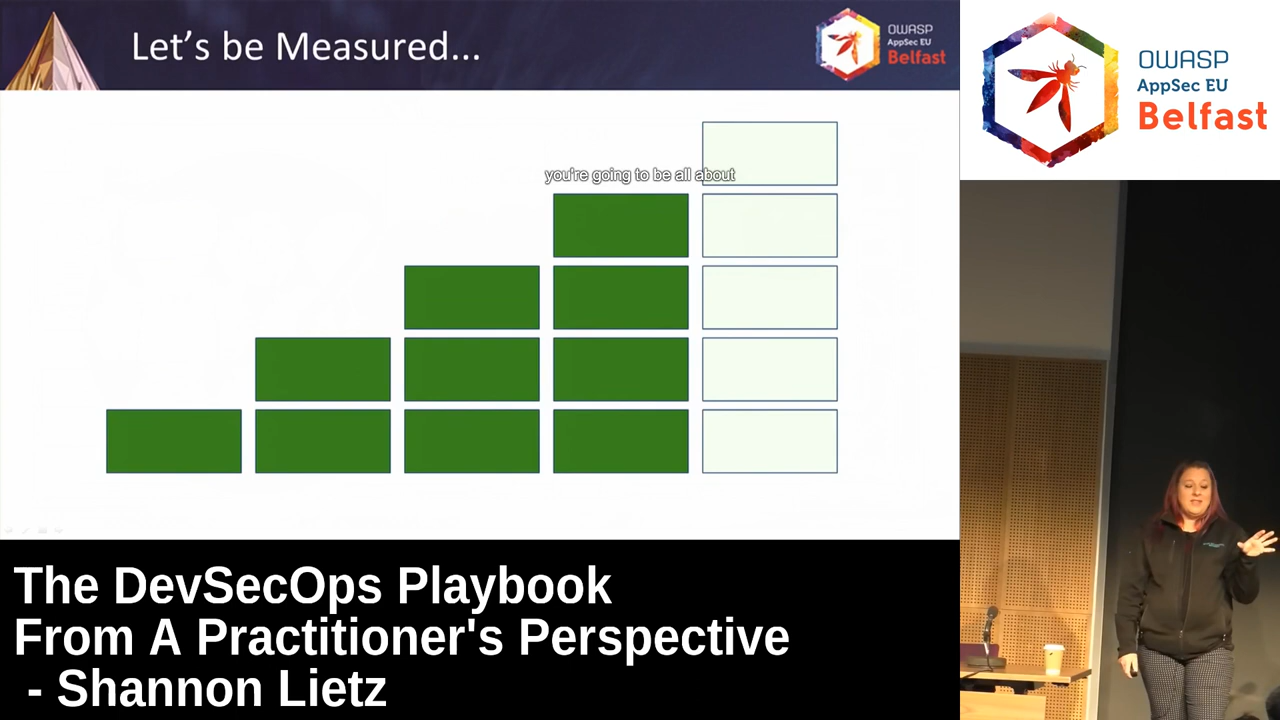 Let's be Measured...
OWASP
AppSec EU
Belfast
OWASP
AppSec EU
Belfast
you're going to be all about
The DevSecOps Playbook
From A Practitioner's Perspective
- Shannon Lietz